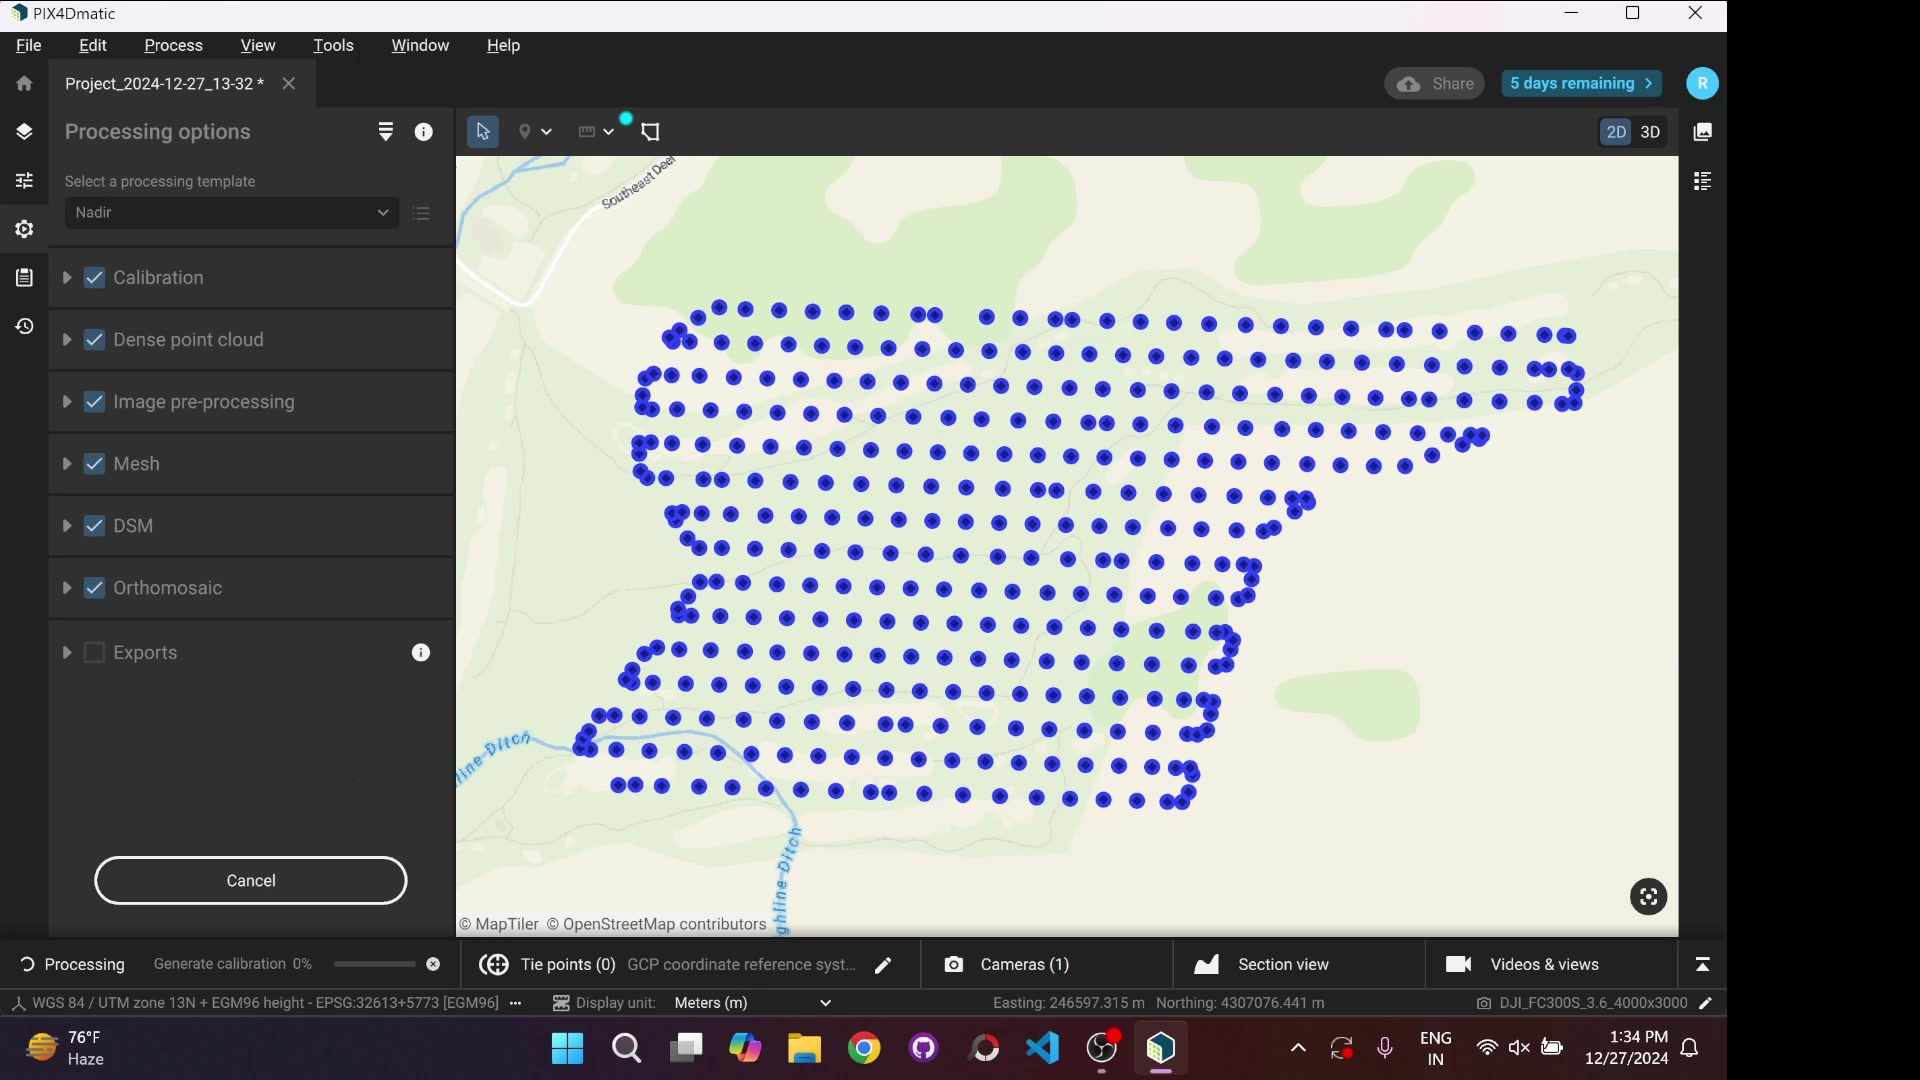 PIX4Dmatic
File Edit Process View Tools Window Help
Project_2024-12-27_13-32 *
Share
5 days remaining
R
Processing options
2D 3D
Select a processing template
Nadir
Calibration
Dense point cloud
Image pre-processing
Mesh
DSM
Orthomosaic
Exports
Cancel
Southeast Deer
line-Ditch
ghline-Ditch
© MapTiler © OpenStreetMap contributors
Processing Generate calibration 0%
Tie points (0) GCP coordinate reference syst...
Cameras (1)
Section view
Videos & views
WGS 84 / UTM zone 13N + EGM96 height - EPSG:32613+5773 [EGM96]
Display unit: Meters (m)
Easting: 246597.315 m Northing: 4307076.441 m
DJI_FC300S_3.6_4000x3000
76°F
Haze
ENG
IN
1:34 PM
12/27/2024